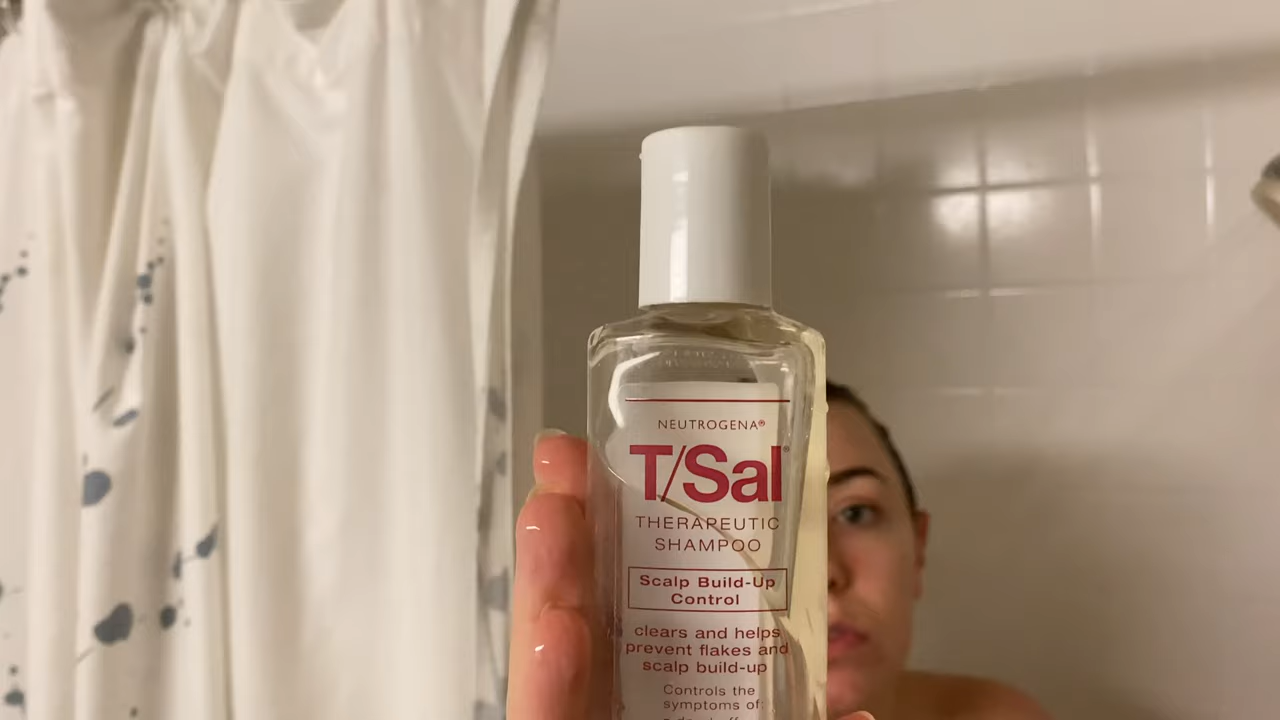 NEUTROGENA®
T/Sal®
THERAPEUTIC
SHAMPOO
Scalp Build-Up
Control
clears and helps
prevent flakes and
scalp build-up
Controls the
symptoms of: